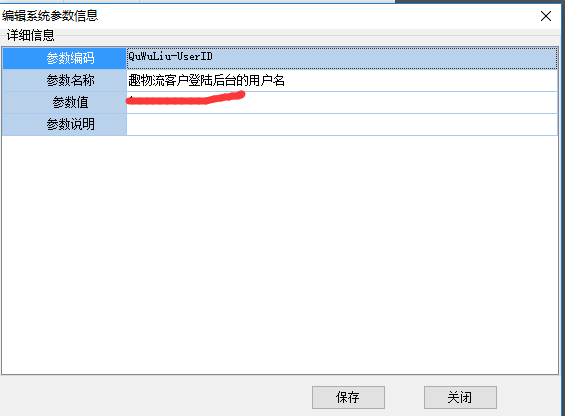 编辑系统参数信息
详细信息
参数编码 QuWuLiu-UserID
参数名称 趣物流客户登陆后台的用户名
参数值
参数说明
保存 关闭